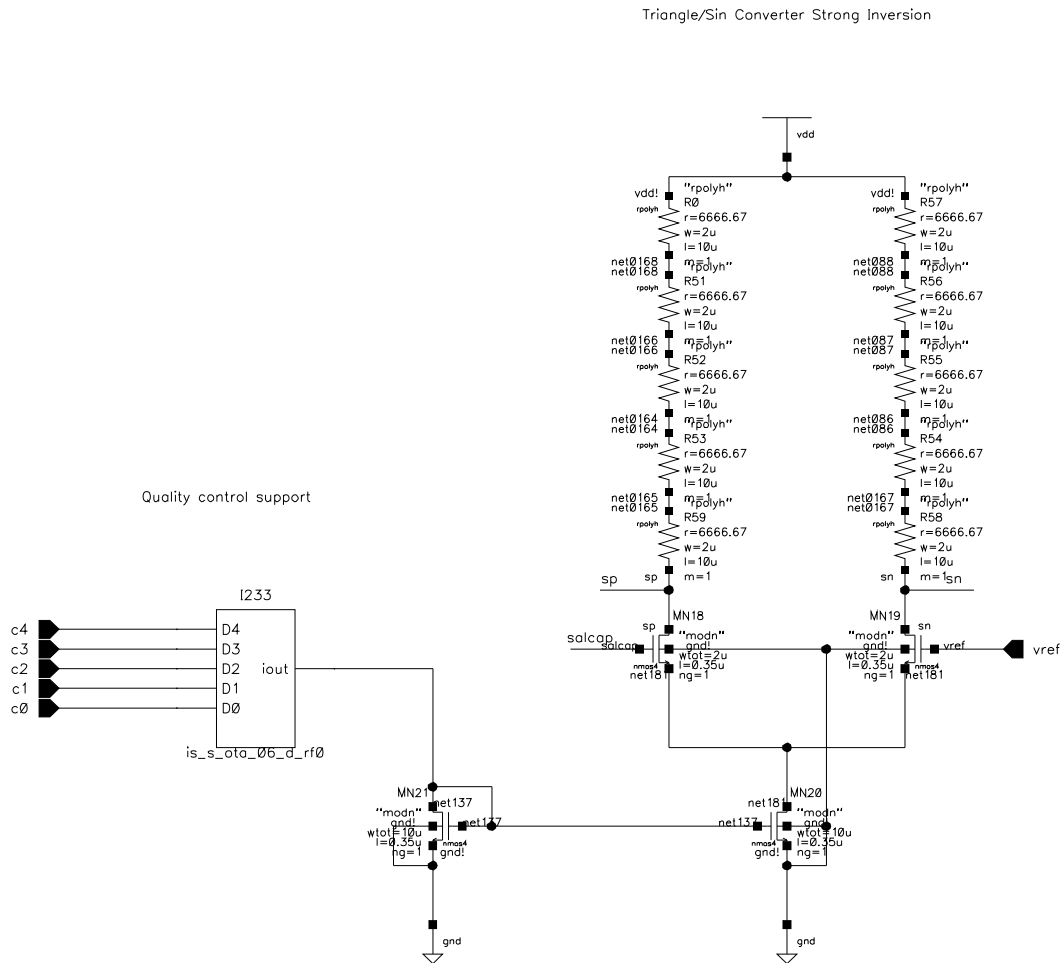 Triangle/Sin Converter Strong Inversion
vdd
vdd! "rpolyh"
rpolyh R0
r=6666.67
w=2u
l=10u
net0168 m=1
net0168 "rpolyh"
rpolyh R51
r=6666.67
w=2u
l=10u
net0166 m=1
net0166 "rpolyh"
rpolyh R52
r=6666.67
w=2u
l=10u
net0164 m=1
net0164 "rpolyh"
rpolyh R53
r=6666.67
w=2u
l=10u
net0165 m=1
net0165 "rpolyh"
rpolyh R59
r=6666.67
w=2u
l=10u
sp sp m=1
vdd! "rpolyh"
rpolyh R57
r=6666.67
w=2u
l=10u
net088 m=1
net088 "rpolyh"
rpolyh R56
r=6666.67
w=2u
l=10u
net087 m=1
net087 "rpolyh"
rpolyh R55
r=6666.67
w=2u
l=10u
net086 m=1
net086 "rpolyh"
rpolyh R54
r=6666.67
w=2u
l=10u
net0167 m=1
net0167 "rpolyh"
rpolyh R58
r=6666.67
w=2u
l=10u
sn m=1 sn
Quality control support
I233
c4 D4
c3 D3
c2 D2 iout
c1 D1
c0 D0
is_s_ota_06_d_rf0
MN18
sp
salcap salcap "modn"
gnd!
wtot=2u
l=0.35u
nmos4
net181 ng=1
MN19
sn
"modn"
gnd!
wtot=2u
l=0.35u
ng=1
nmos4
net181
vref vref
MN21
net137
"modn"
gnd!
wtot=10u
l=0.35u
ng=1
net137
nmos4
gnd!
gnd
MN20
net181
net137
"modn"
gnd!
wtot=10u
l=0.35u
ng=1
nmos4
gnd!
gnd